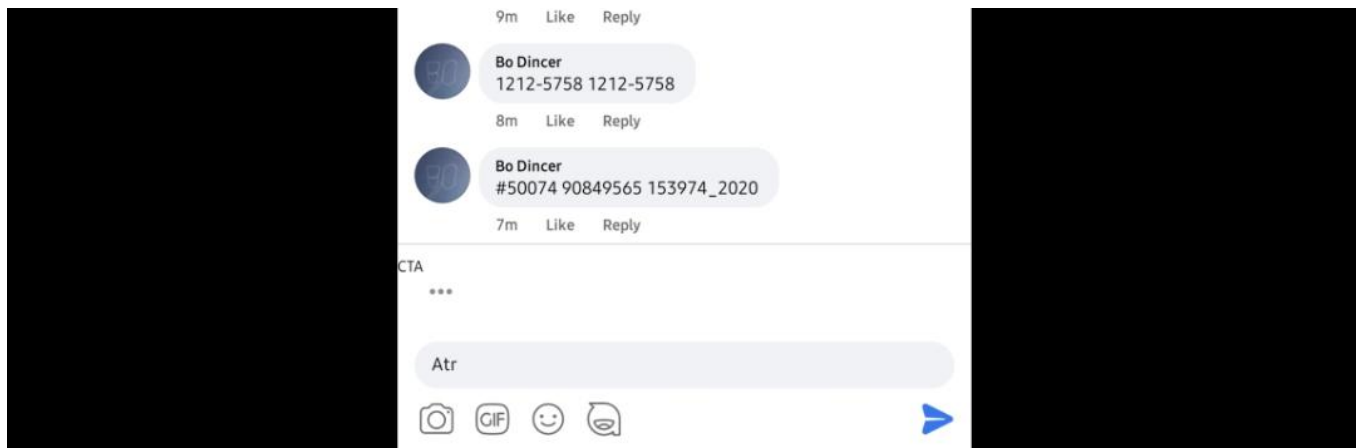 9m Like Reply
Bo Dincer
1212-5758 1212-5758
8m Like Reply
Bo Dincer
#50074 90849565 153974_2020
7m Like Reply
CTA
Atr
GIF